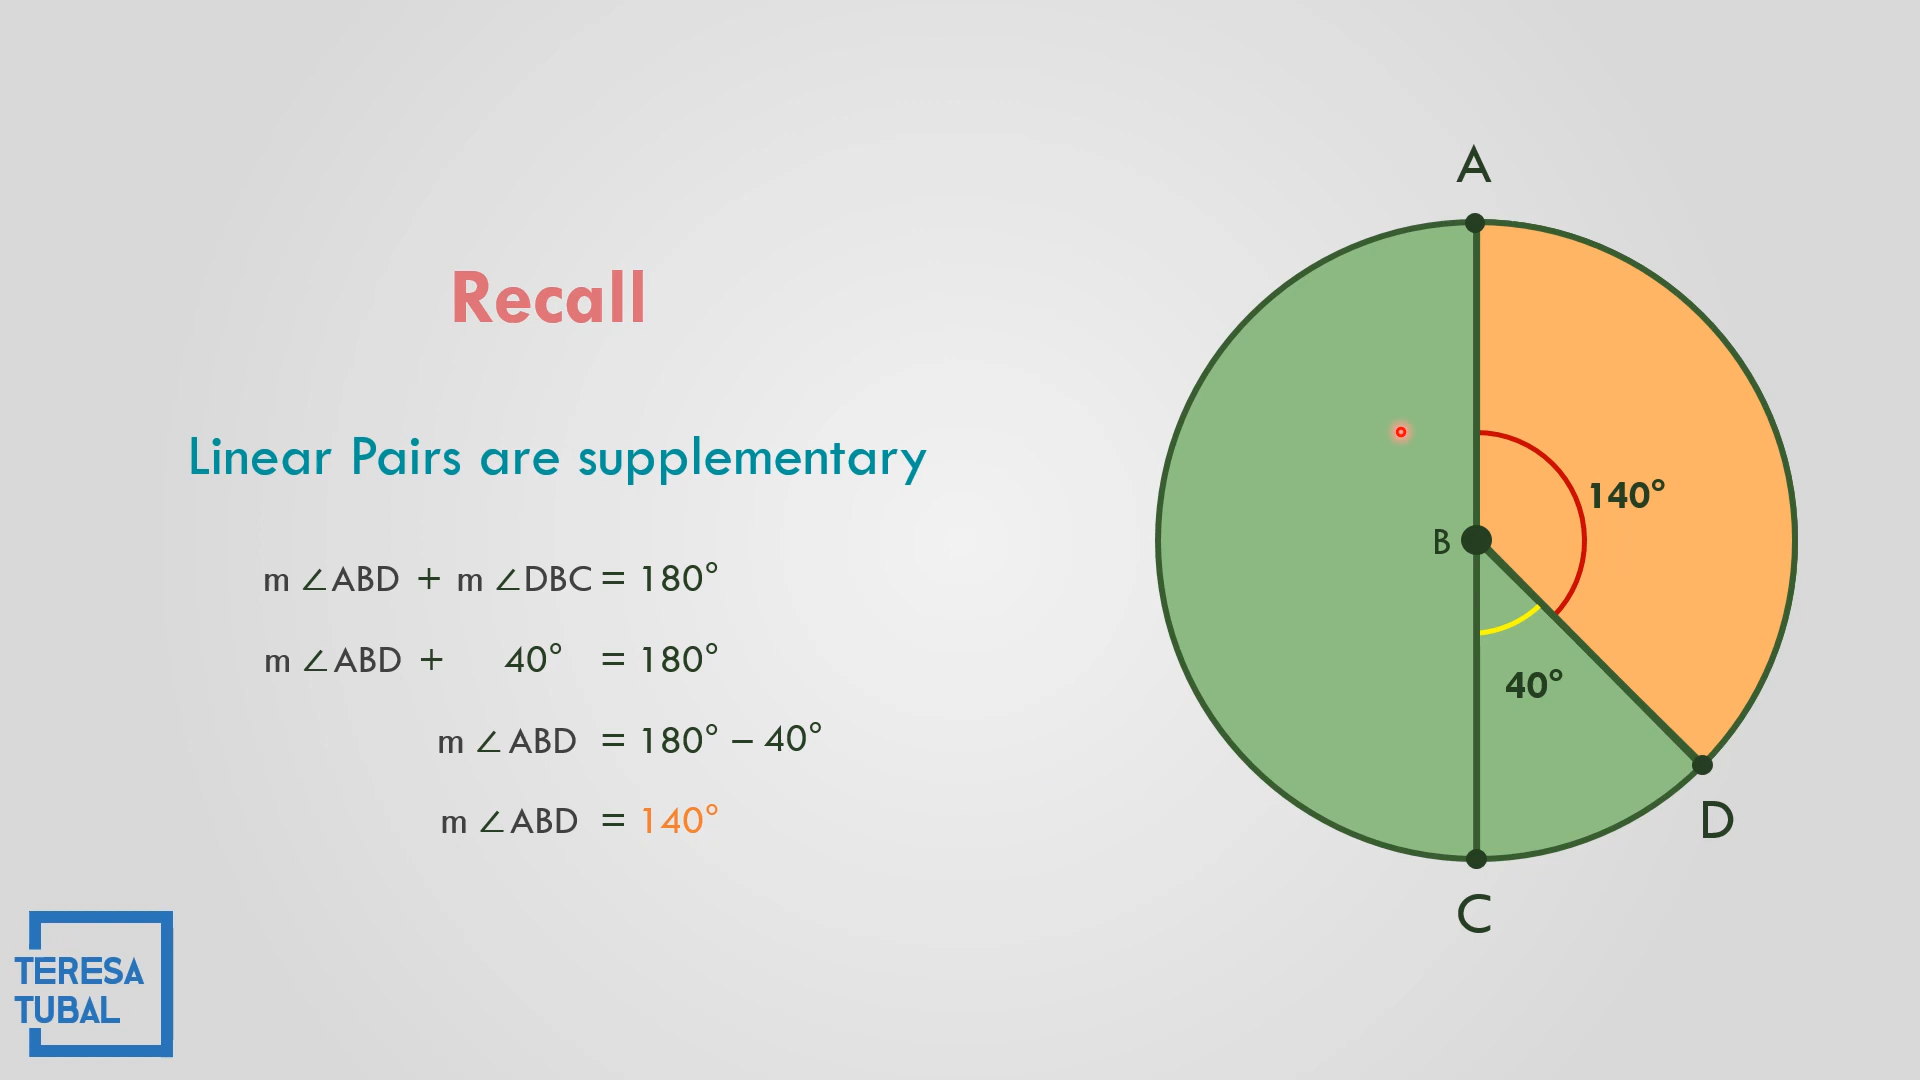 Recall
Linear Pairs are supplementary
m ∠ABD + m ∠DBC = 180°
m ∠ABD + 40° = 180°
m ∠ABD = 180° – 40°
m ∠ABD = 140°
A
140°
B
40°
D
C
TERESA
TUBAL